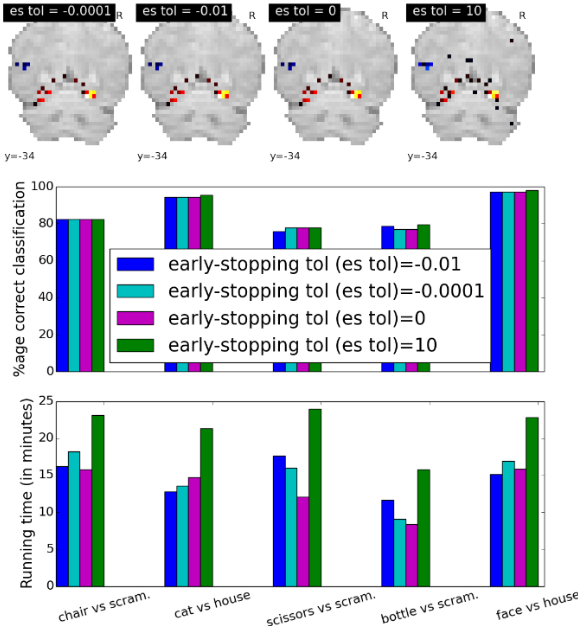 es tol = -0.0001
es tol = -0.01
es tol = 0
es tol = 10
R
R
R
R
y=-34
y=-34
y=-34
y=-34
%age correct classification
100
80
60
40
20
0
early-stopping tol (es tol)=-0.01
early-stopping tol (es tol)=-0.0001
early-stopping tol (es tol)=0
early-stopping tol (es tol)=10
Running time (in minutes)
25
20
15
10
5
0
chair vs scram.
cat vs house
scissors vs scram.
bottle vs scram.
face vs house